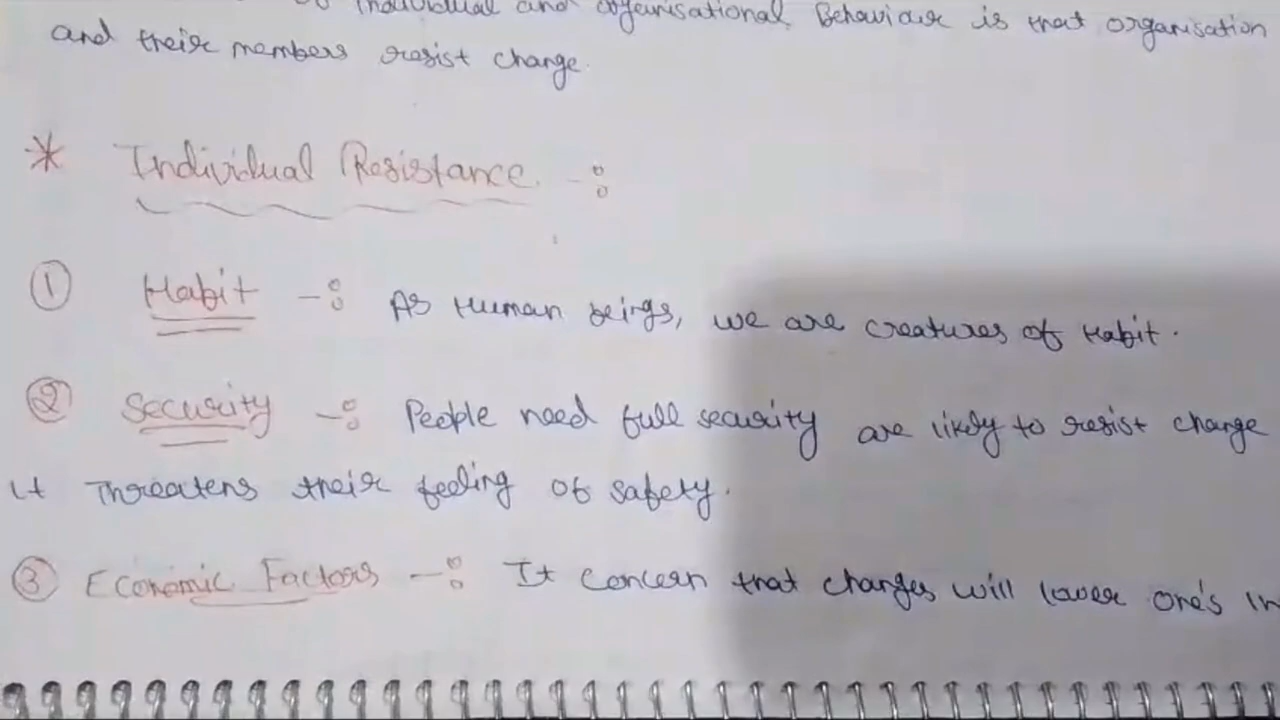 individual and organisational Behaviour is that organisation
and their members resist change.
* Individual Resistance -:
① Habit -: As Human beings, we are creatures of Habit.
② Security -: People need full security are likely to resist change
it Threatens their feeling of safety.
③ Economic Factors -: It concern that changes will lower one's in